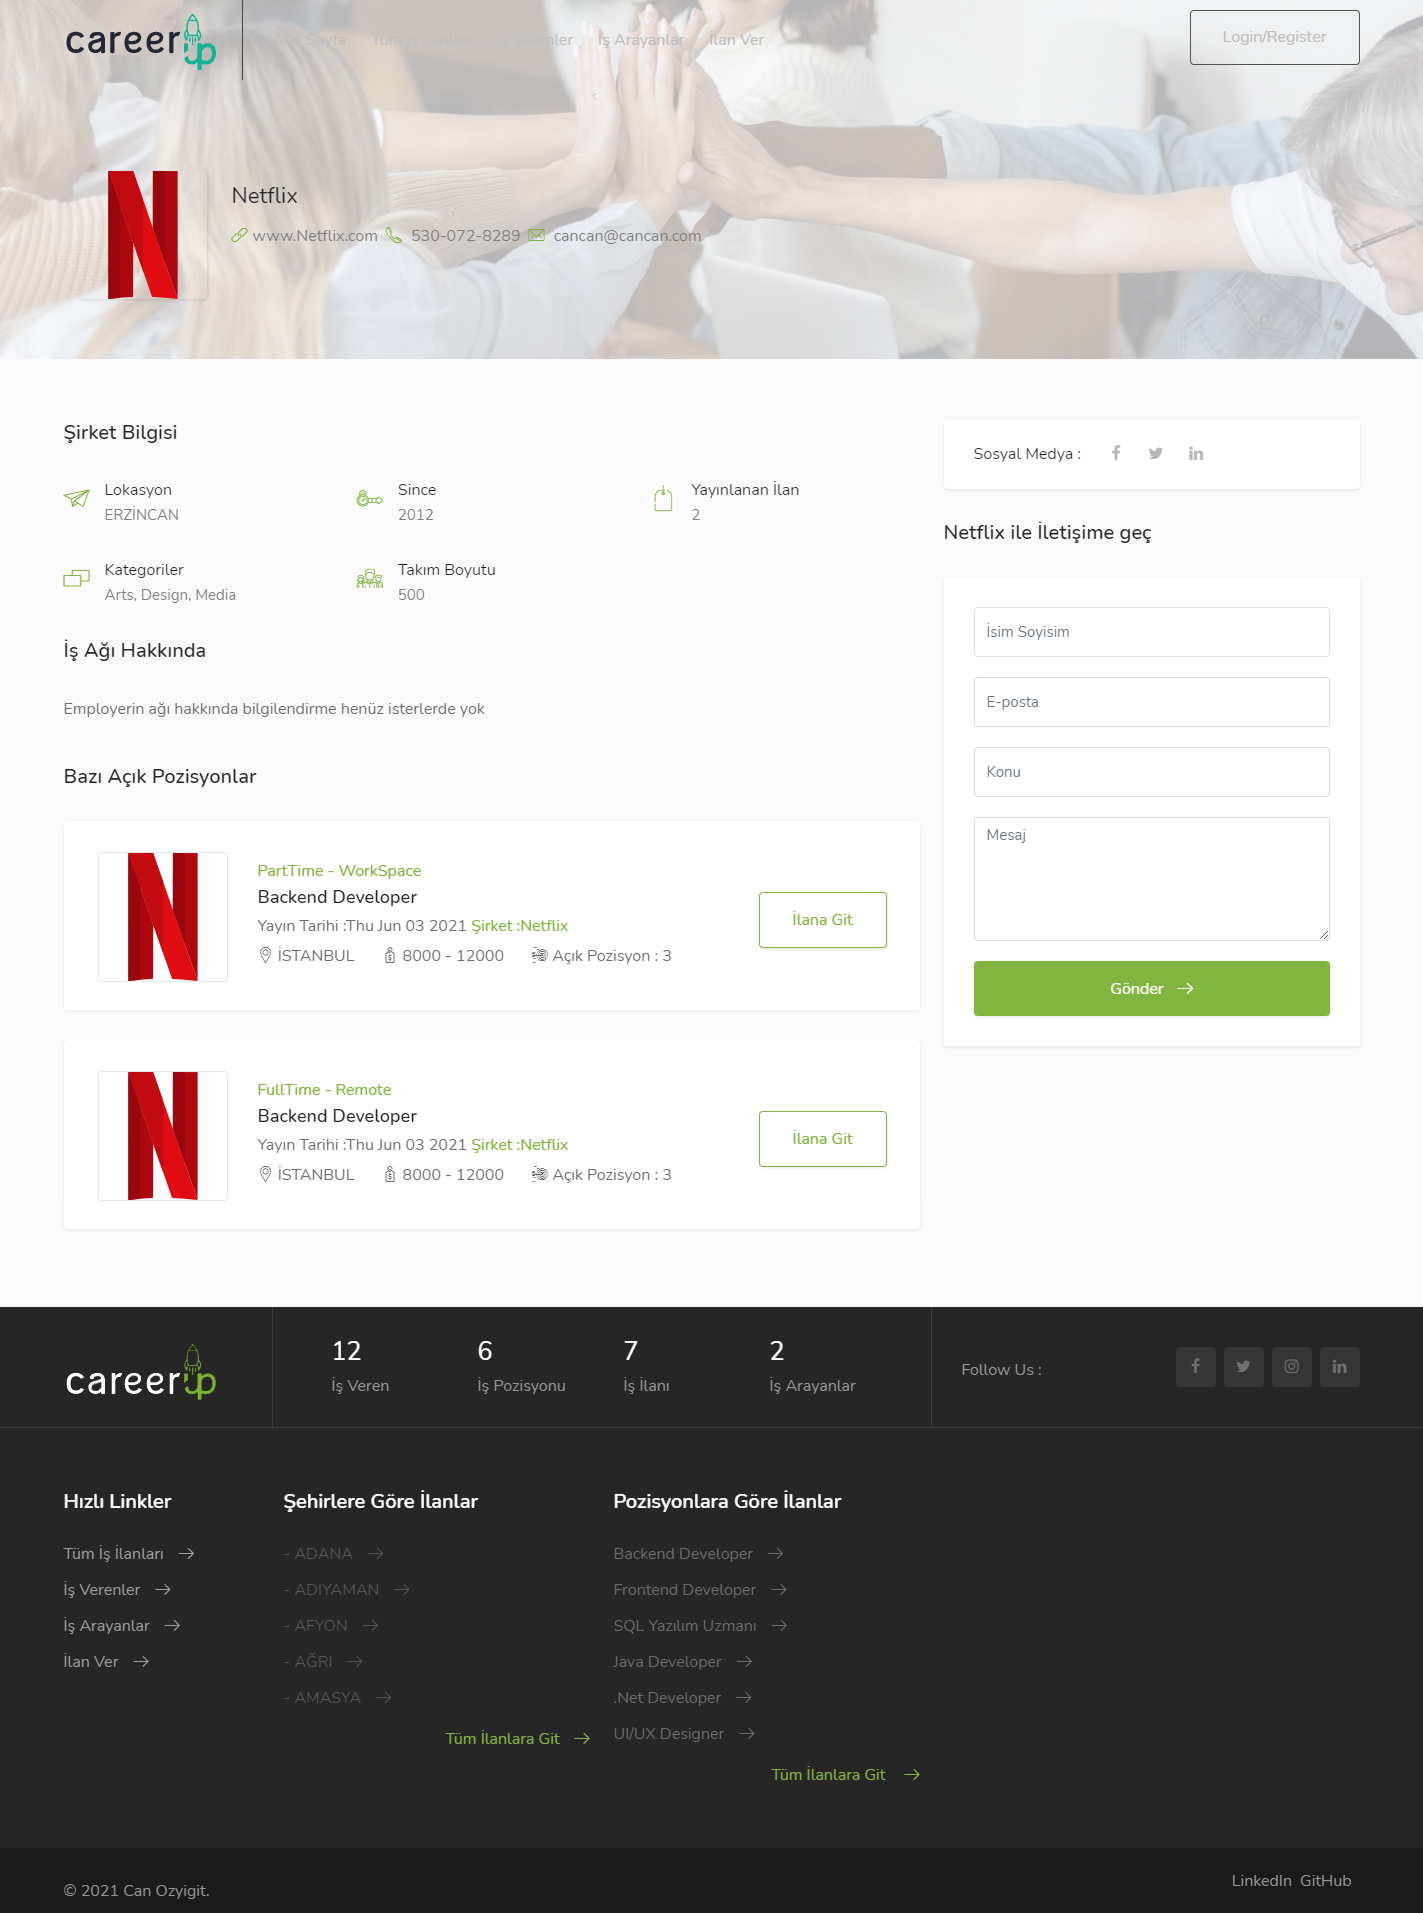 careerup
Sayfa Tüm İş İlanları İş Verenler İş Arayanlar İlan Ver
Login/Register
Netflix
www.Netflix.com 530-072-8289 cancan@cancan.com
Şirket Bilgisi
Lokasyon
ERZİNCAN
Since
2012
Yayınlanan İlan
2
Kategoriler
Arts, Design, Media
Takım Boyutu
500
İş Ağı Hakkında
Employerin ağı hakkında bilgilendirme henüz isterlerde yok
Bazı Açık Pozisyonlar
PartTime - WorkSpace
Backend Developer
Yayın Tarihi :Thu Jun 03 2021 Şirket :Netflix
İSTANBUL 8000 - 12000 Açık Pozisyon : 3
İlana Git
FullTime - Remote
Backend Developer
Yayın Tarihi :Thu Jun 03 2021 Şirket :Netflix
İSTANBUL 8000 - 12000 Açık Pozisyon : 3
İlana Git
Sosyal Medya :
Netflix ile İletişime geç
İsim Soyisim
E-posta
Konu
Mesaj
Gönder
careerup
12
İş Veren
6
İş Pozisyonu
7
İş İlanı
2
İş Arayanlar
Follow Us :
Hızlı Linkler
Tüm İş İlanları
İş Verenler
İş Arayanlar
İlan Ver
Şehirlere Göre İlanlar
- ADANA
- ADIYAMAN
- AFYON
- AĞRI
- AMASYA
Tüm İlanlara Git
Pozisyonlara Göre İlanlar
Backend Developer
Frontend Developer
SQL Yazılım Uzmanı
Java Developer
.Net Developer
UI/UX Designer
Tüm İlanlara Git
© 2021 Can Ozyigit.
LinkedIn GitHub